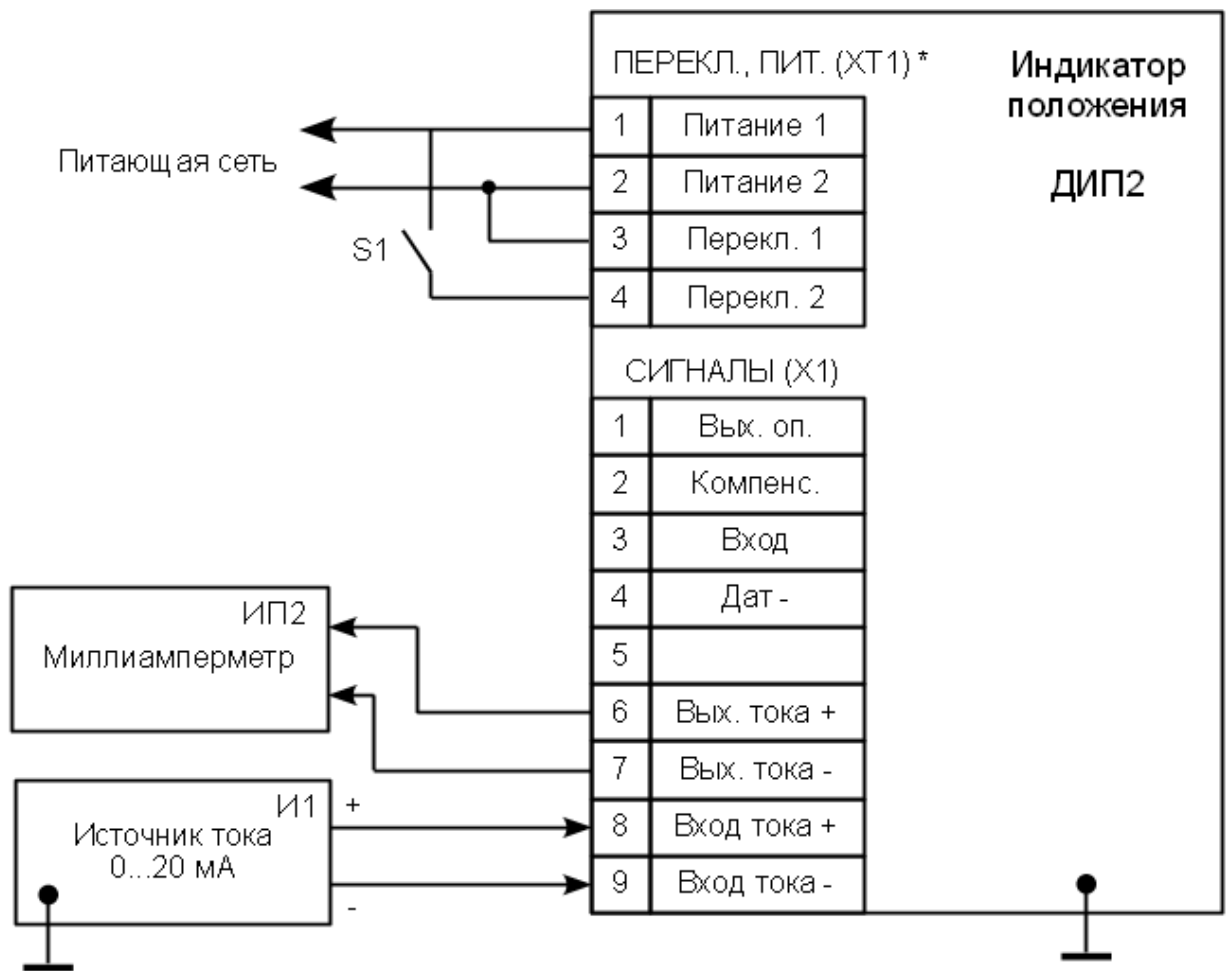 ПЕРЕКЛ., ПИТ. (XT1) *
Индикатор
положения
ДИП2
1 Питание 1
2 Питание 2
3 Перекл. 1
4 Перекл. 2
Питающая сеть
S1
СИГНАЛЫ (X1)
1 Вых. оп.
2 Компенс.
3 Вход
4 Дат -
5
6 Вых. тока +
7 Вых. тока -
8 Вход тока +
9 Вход тока -
ИП2
Миллиамперметр
И1
Источник тока
0...20 мА
+
-